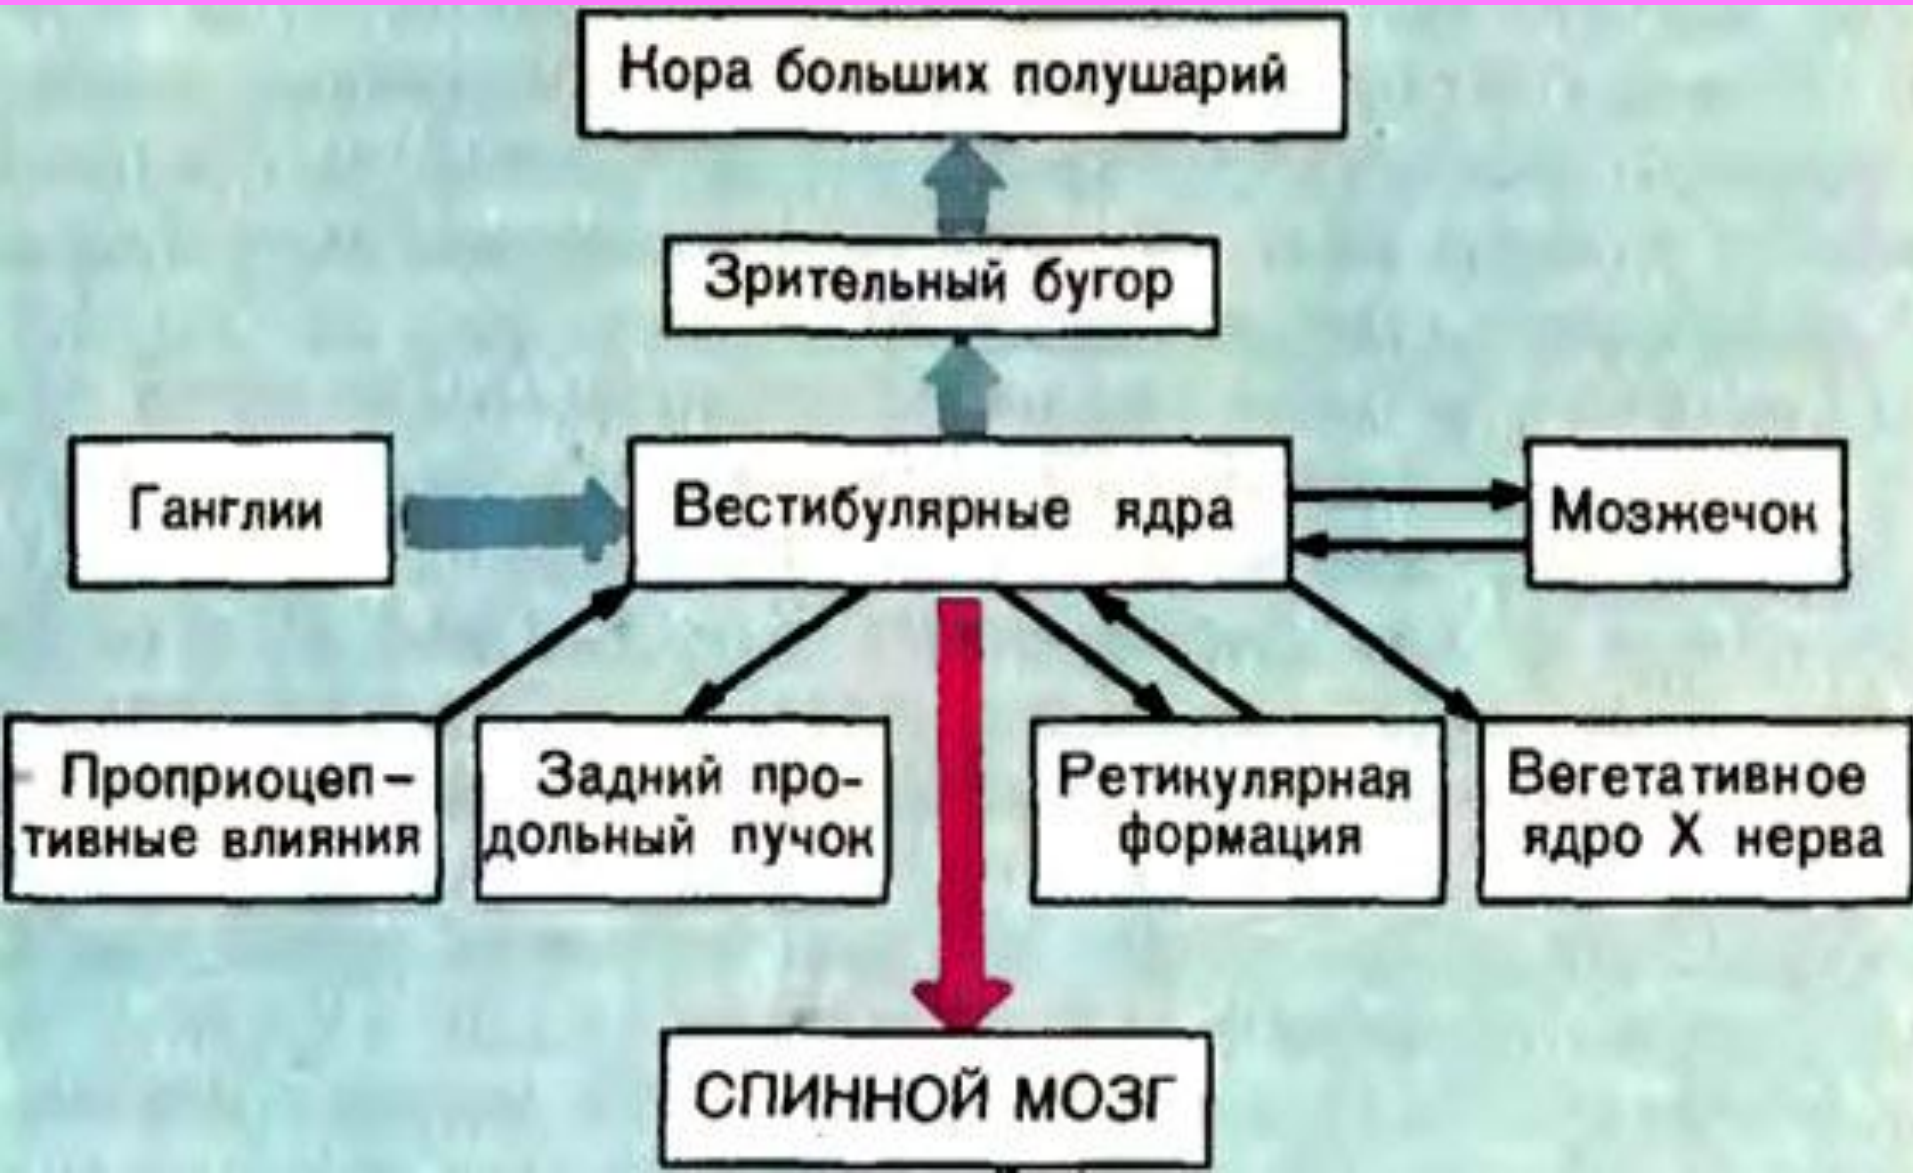 Кора больших полушарий
Зрительный бугор
Ганглии
Вестибулярные ядра
Мозжечок
Проприоцеп-
тивные влияния
Задний про-
дольный пучок
Ретикулярная
формация
Вегетативное
ядро X нерва
СПИННОЙ МОЗГ